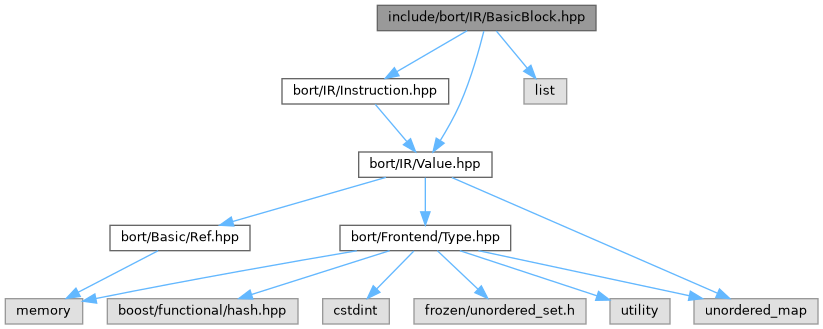 include/bort/IR/BasicBlock.hpp
bort/IR/Instruction.hpp
list
bort/IR/Value.hpp
bort/Basic/Ref.hpp
bort/Frontend/Type.hpp
memory
boost/functional/hash.hpp
cstdint
frozen/unordered_set.h
utility
unordered_map